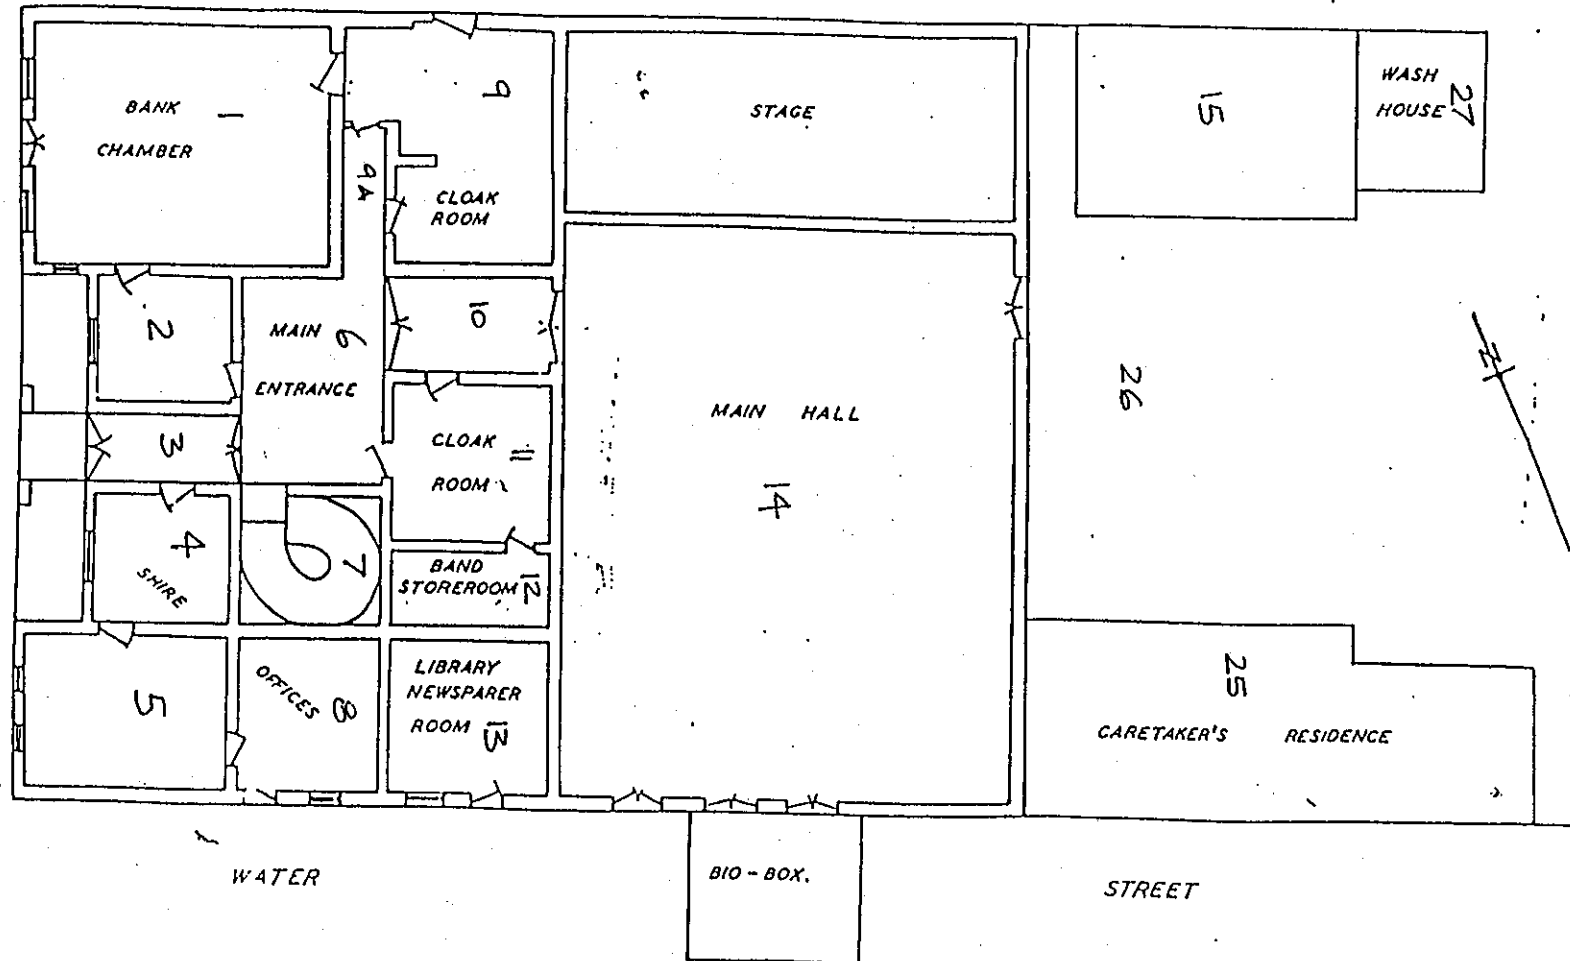 BANK
CHAMBER
1
9
CLOAK
ROOM
9A
STAGE
15
WASH
HOUSE
27
2
MAIN
ENTRANCE
6
10
3
CLOAK
ROOM
11
MAIN HALL
14
26
N
4
SHIRE
7
BAND
STOREROOM
12
5
OFFICES
8
LIBRARY
NEWSPARER
ROOM
13
25
CARETAKER'S RESIDENCE
WATER STREET
BIO-BOX.